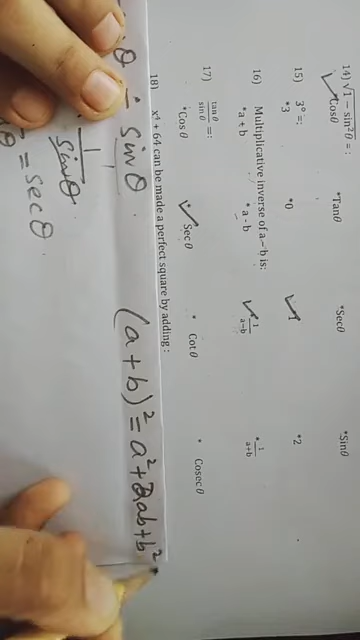 14) √1 − sin²θ = :
*Cosθ *Tanθ *Secθ *Sinθ
15) 3° = ;
*3 *0 *1 *2
16) Multiplicative inverse of a − b is:
*a + b *a - b *1/a−b *1/a+b
17) tan θ/sin θ = :
*Cos θ * Sec θ * Cot θ * Cosec θ
18) x⁴ + 64 can be made a perfect square by adding :
θ ÷ sinθ
1/sinθ
= secθ
(a+b)² = a²+2ab+b²